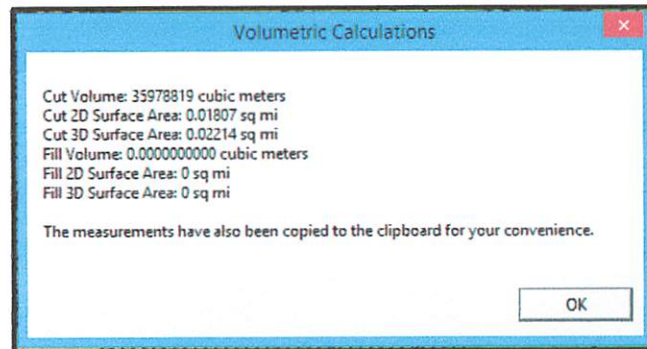 Volumetric Calculations
Cut Volume: 35978819 cubic meters
Cut 2D Surface Area: 0.01807 sq mi
Cut 3D Surface Area: 0.02214 sq mi
Fill Volume: 0.0000000000 cubic meters
Fill 2D Surface Area: 0 sq mi
Fill 3D Surface Area: 0 sq mi
The measurements have also been copied to the clipboard for your convenience.
OK